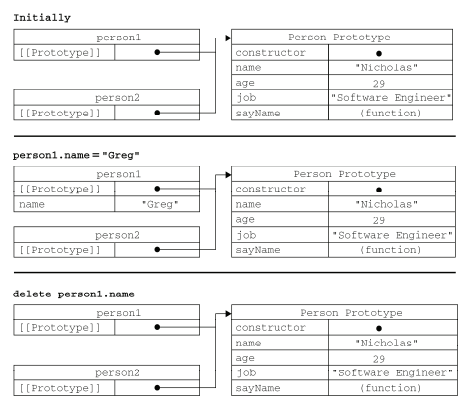 Initially
person1
[[Prototype]]
person2
[[Prototype]]
Person Prototype
constructor
name "Nicholas"
age 29
job "Software Engineer"
sayName (function)
person1.name = "Greg"
person1
[[Prototype]]
name "Greg"
person2
[[Prototype]]
Person Prototype
constructor
name "Nicholas"
age 29
job "Software Engineer"
sayName (function)
delete person1.name
person1
[[Prototype]]
person2
[[Prototype]]
Person Prototype
constructor
name "Nicholas"
age 29
job "Software Engineer"
sayName (function)